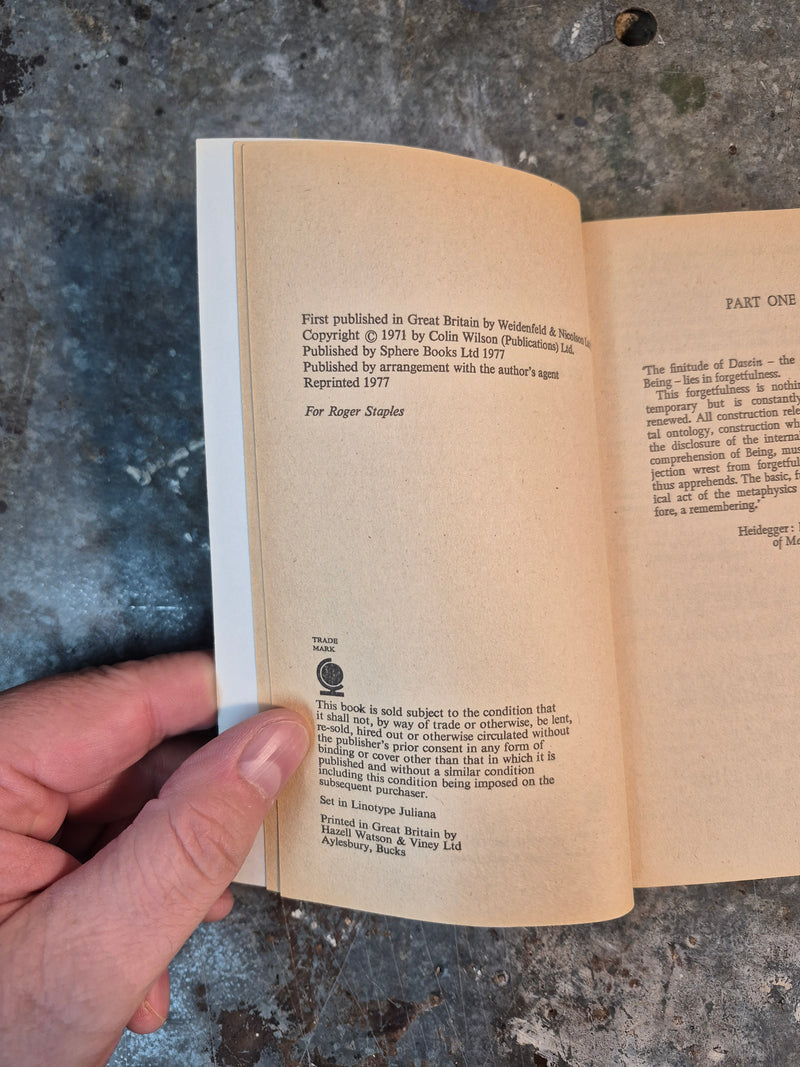 First published in Great Britain by Weidenfeld & Nicolson Ltd
Copyright © 1971 by Colin Wilson (Publications) Ltd.
Published by Sphere Books Ltd 1977
Published by arrangement with the author's agent
Reprinted 1977
For Roger Staples
TRADE
MARK
This book is sold subject to the condition that
it shall not, by way of trade or otherwise, be lent,
re-sold, hired out or otherwise circulated without
the publisher's prior consent in any form of
binding or cover other than that in which it is
published and without a similar condition
including this condition being imposed on the
subsequent purchaser.
Set in Linotype Juliana
Printed in Great Britain by
Hazell Watson & Viney Ltd
Aylesbury, Bucks
PART ONE
'The finitude of Dasein – the
Being – lies in forgetfulness.
This forgetfulness is nothin
temporary but is constantly
renewed. All construction rele
tal ontology, construction wh
the disclosure of the internal
comprehension of Being, mus
jection wrest from forgetful
thus apprehends. The basic, f
ical act of the metaphysics
fore, a remembering.'
Heidegger:
of Me